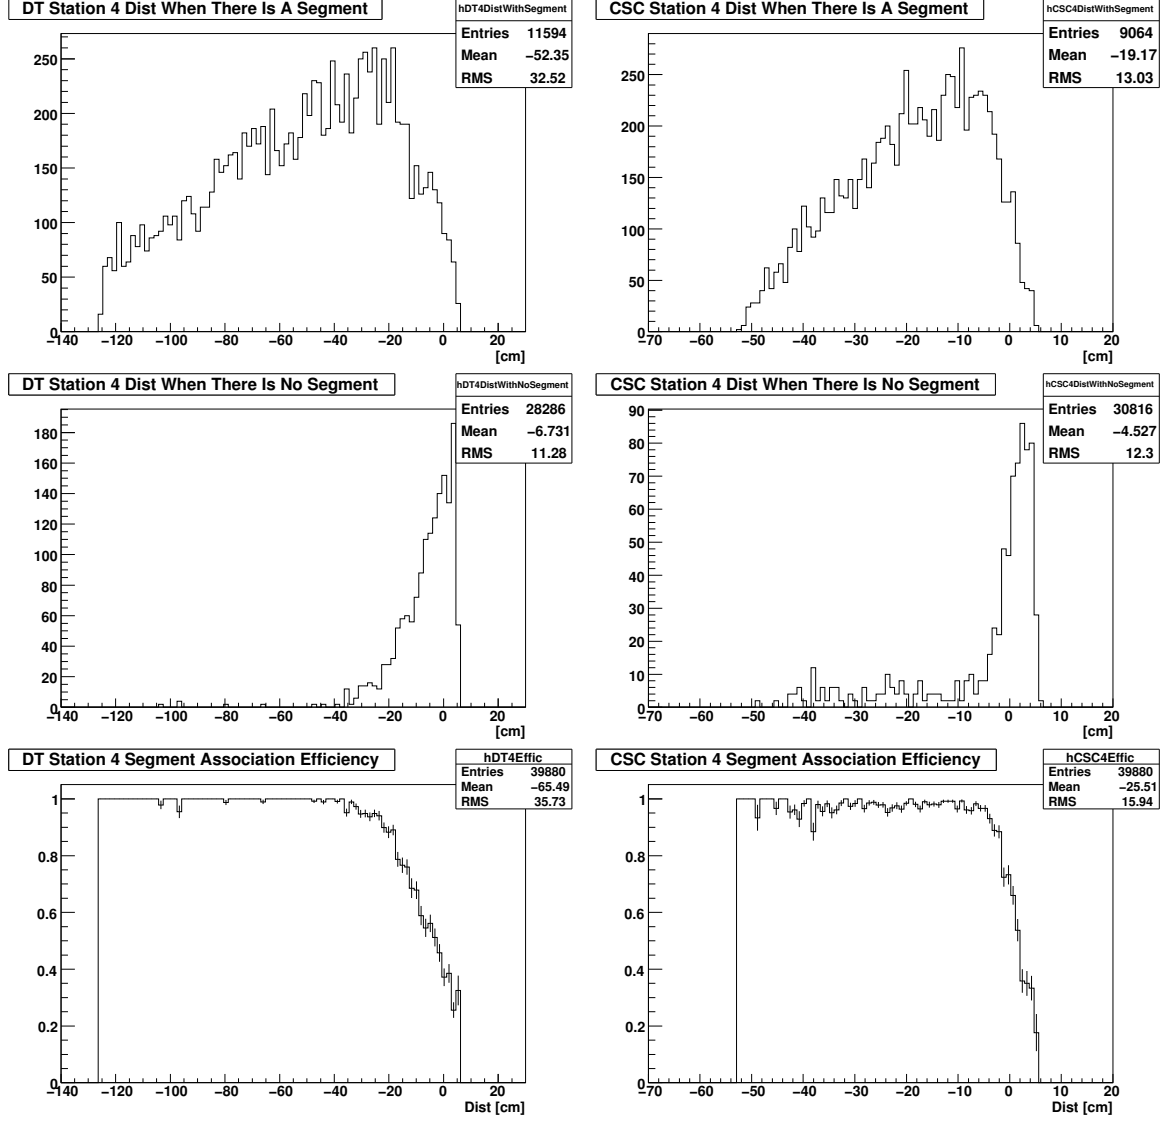 DT Station 4 Dist When There Is A Segment
hDT4DistWithSegment
Entries 11594
Mean −52.35
RMS 32.52
250
200
150
100
50
0
−140 −120 −100 −80 −60 −40 −20 0 20
[cm]
CSC Station 4 Dist When There Is A Segment
hCSC4DistWithSegment
Entries 9064
Mean −19.17
RMS 13.03
250
200
150
100
50
0
−70 −60 −50 −40 −30 −20 −10 0 10 20
[cm]
DT Station 4 Dist When There Is No Segment
hDT4DistWithNoSegment
Entries 28286
Mean −6.731
RMS 11.28
180
160
140
120
100
80
60
40
20
0
−140 −120 −100 −80 −60 −40 −20 0 20
[cm]
CSC Station 4 Dist When There Is No Segment
hCSC4DistWithNoSegment
Entries 30816
Mean −4.527
RMS 12.3
90
80
70
60
50
40
30
20
10
0
−70 −60 −50 −40 −30 −20 −10 0 10 20
[cm]
DT Station 4 Segment Association Efficiency
hDT4Effic
Entries 39880
Mean −65.49
RMS 35.73
1
0.8
0.6
0.4
0.2
0
−140 −120 −100 −80 −60 −40 −20 0 20
Dist [cm]
CSC Station 4 Segment Association Efficiency
hCSC4Effic
Entries 39880
Mean −25.51
RMS 15.94
1
0.8
0.6
0.4
0.2
0
−70 −60 −50 −40 −30 −20 −10 0 10 20
Dist [cm]